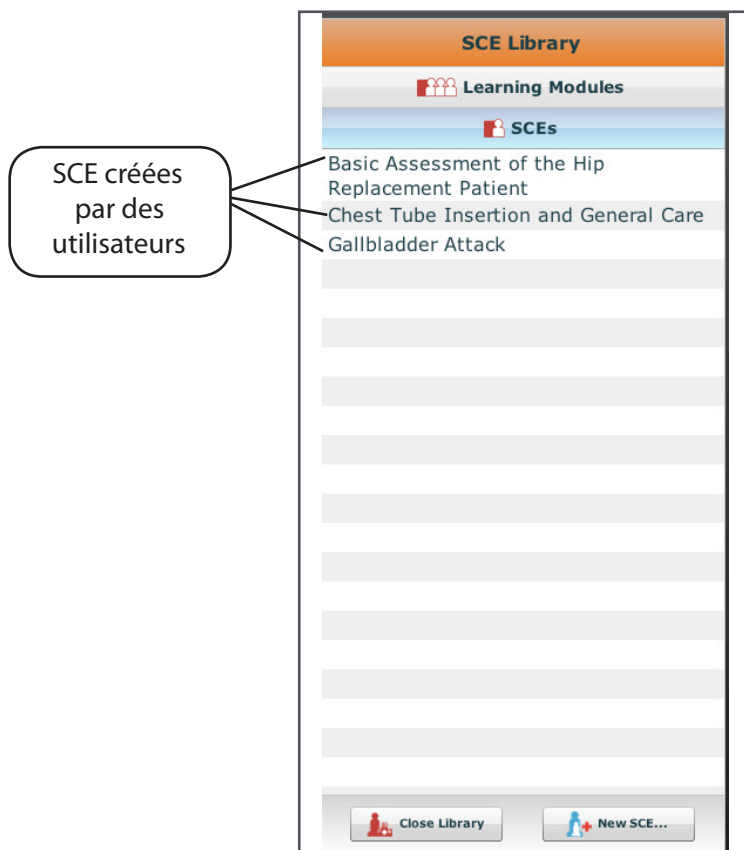 SCE Library
Learning Modules
SCEs
SCE créées
par des
utilisateurs
Basic Assessment of the Hip
Replacement Patient
Chest Tube Insertion and General Care
Gallbladder Attack
Close Library
New SCE...